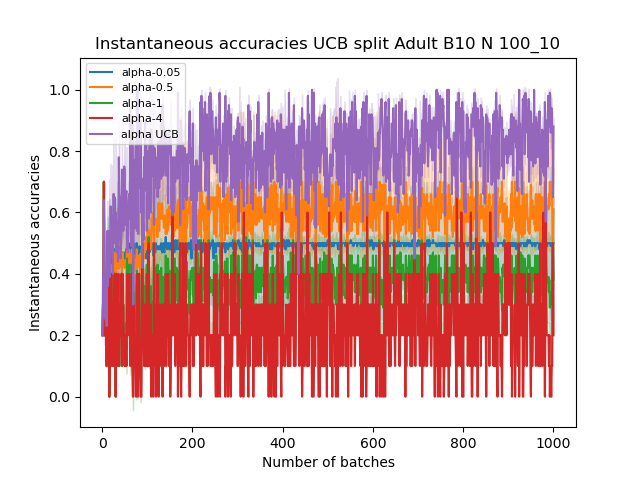 Instantaneous accuracies UCB split Adult B10 N 100_10
alpha-0.05
alpha-0.5
alpha-1
alpha-4
alpha UCB
1.0
0.8
0.6
0.4
0.2
0.0
Instantaneous accuracies
0 200 400 600 800 1000
Number of batches